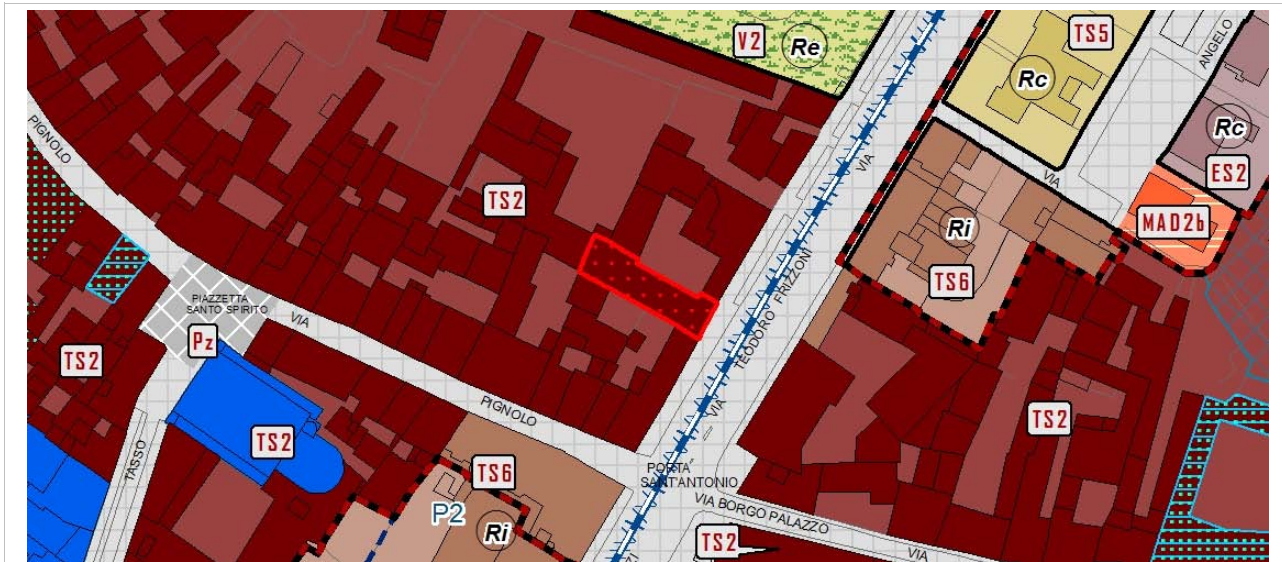 V2
Re
TS5
Rc
ANGELO
Rc
ES2
PIGNOLO
VIA
VIA
TS2
MAD2b
Ri
TS6
FRIZZONI
TEODORO
VIA
PIAZZETTA
SANTO SPIRITO
VIA
Pz
TS2
PIGNOLO
TS2
TS2
TASSO
TS6
P2
Ri
PORTA
SANT'ANTONIO
VIA BORGO PALAZZO
VIA
TS2